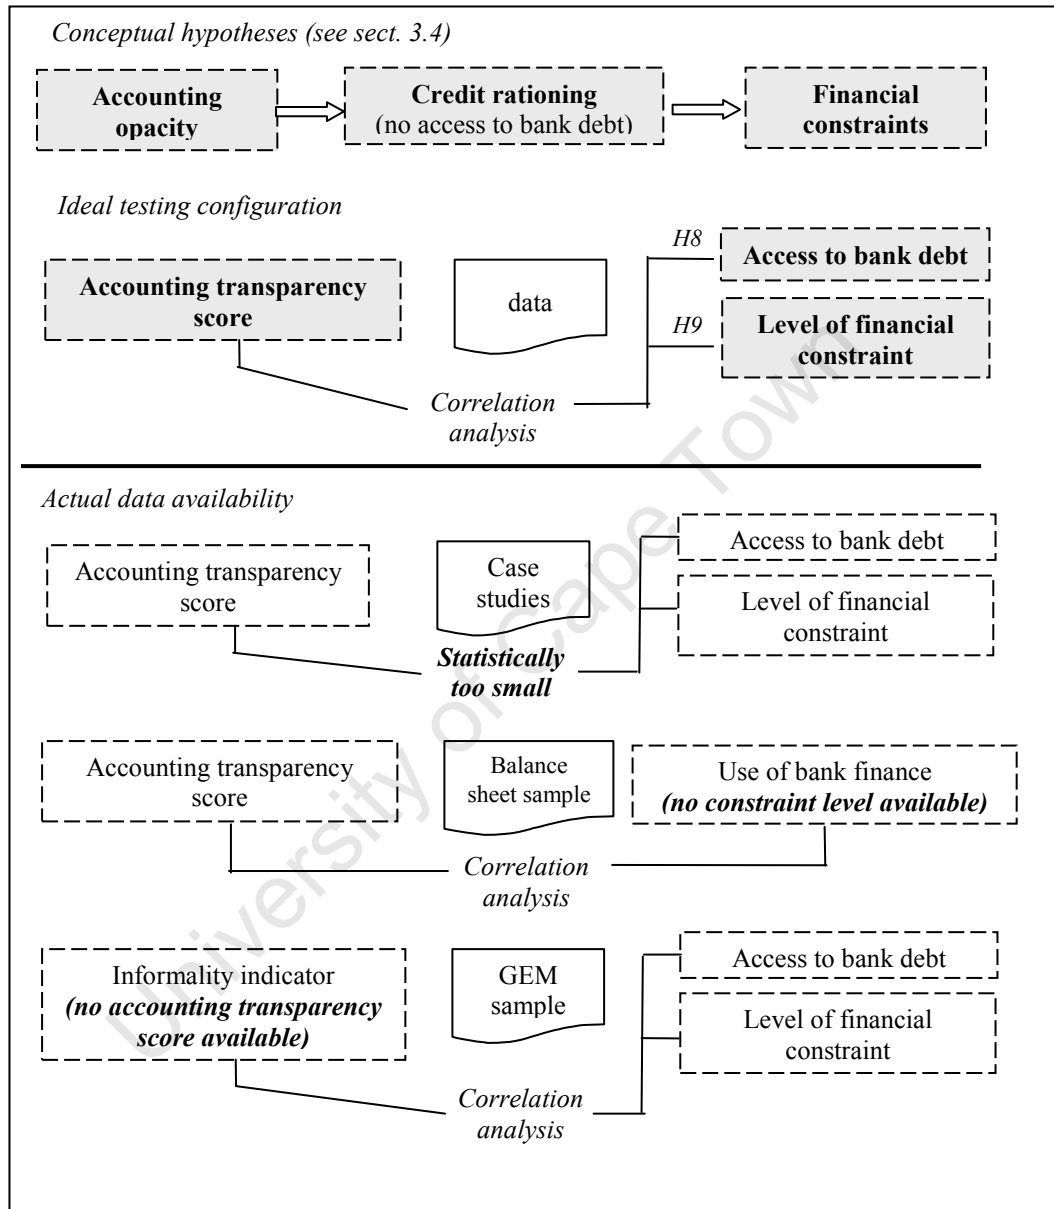 Conceptual hypotheses (see sect. 3.4)
Accounting
opacity
Credit rationing
(no access to bank debt)
Financial
constraints
Ideal testing configuration
Accounting transparency
score
data
H8
Access to bank debt
H9
Level of financial
constraint
Correlation
analysis
Actual data availability
Accounting transparency
score
Case
studies
Access to bank debt
Level of financial
constraint
Statistically
too small
Accounting transparency
score
Balance
sheet sample
Use of bank finance
(no constraint level available)
Correlation
analysis
Informality indicator
(no accounting transparency
score available)
GEM
sample
Access to bank debt
Level of financial
constraint
Correlation
analysis
University of Cape Town